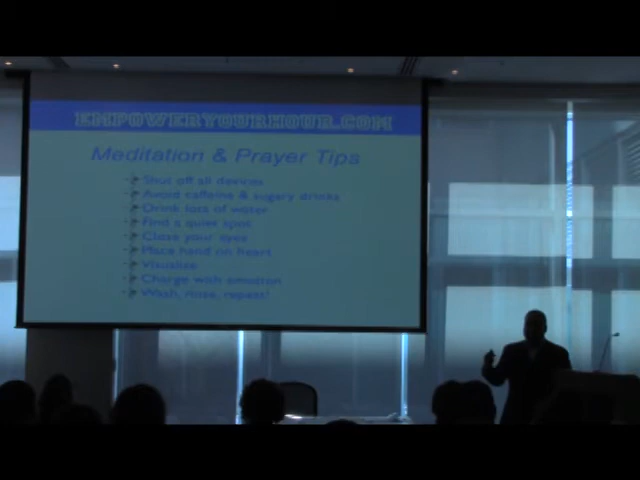 EMPOWERYOURHOUR.COM
Meditation & Prayer Tips
Shut off all devices
Avoid caffeine & sugary drinks
Drink lots of water
Find a quiet spot
Close your eyes
Place hand on heart
Visualize
Charge with emotion
Wash, rinse, repeat!